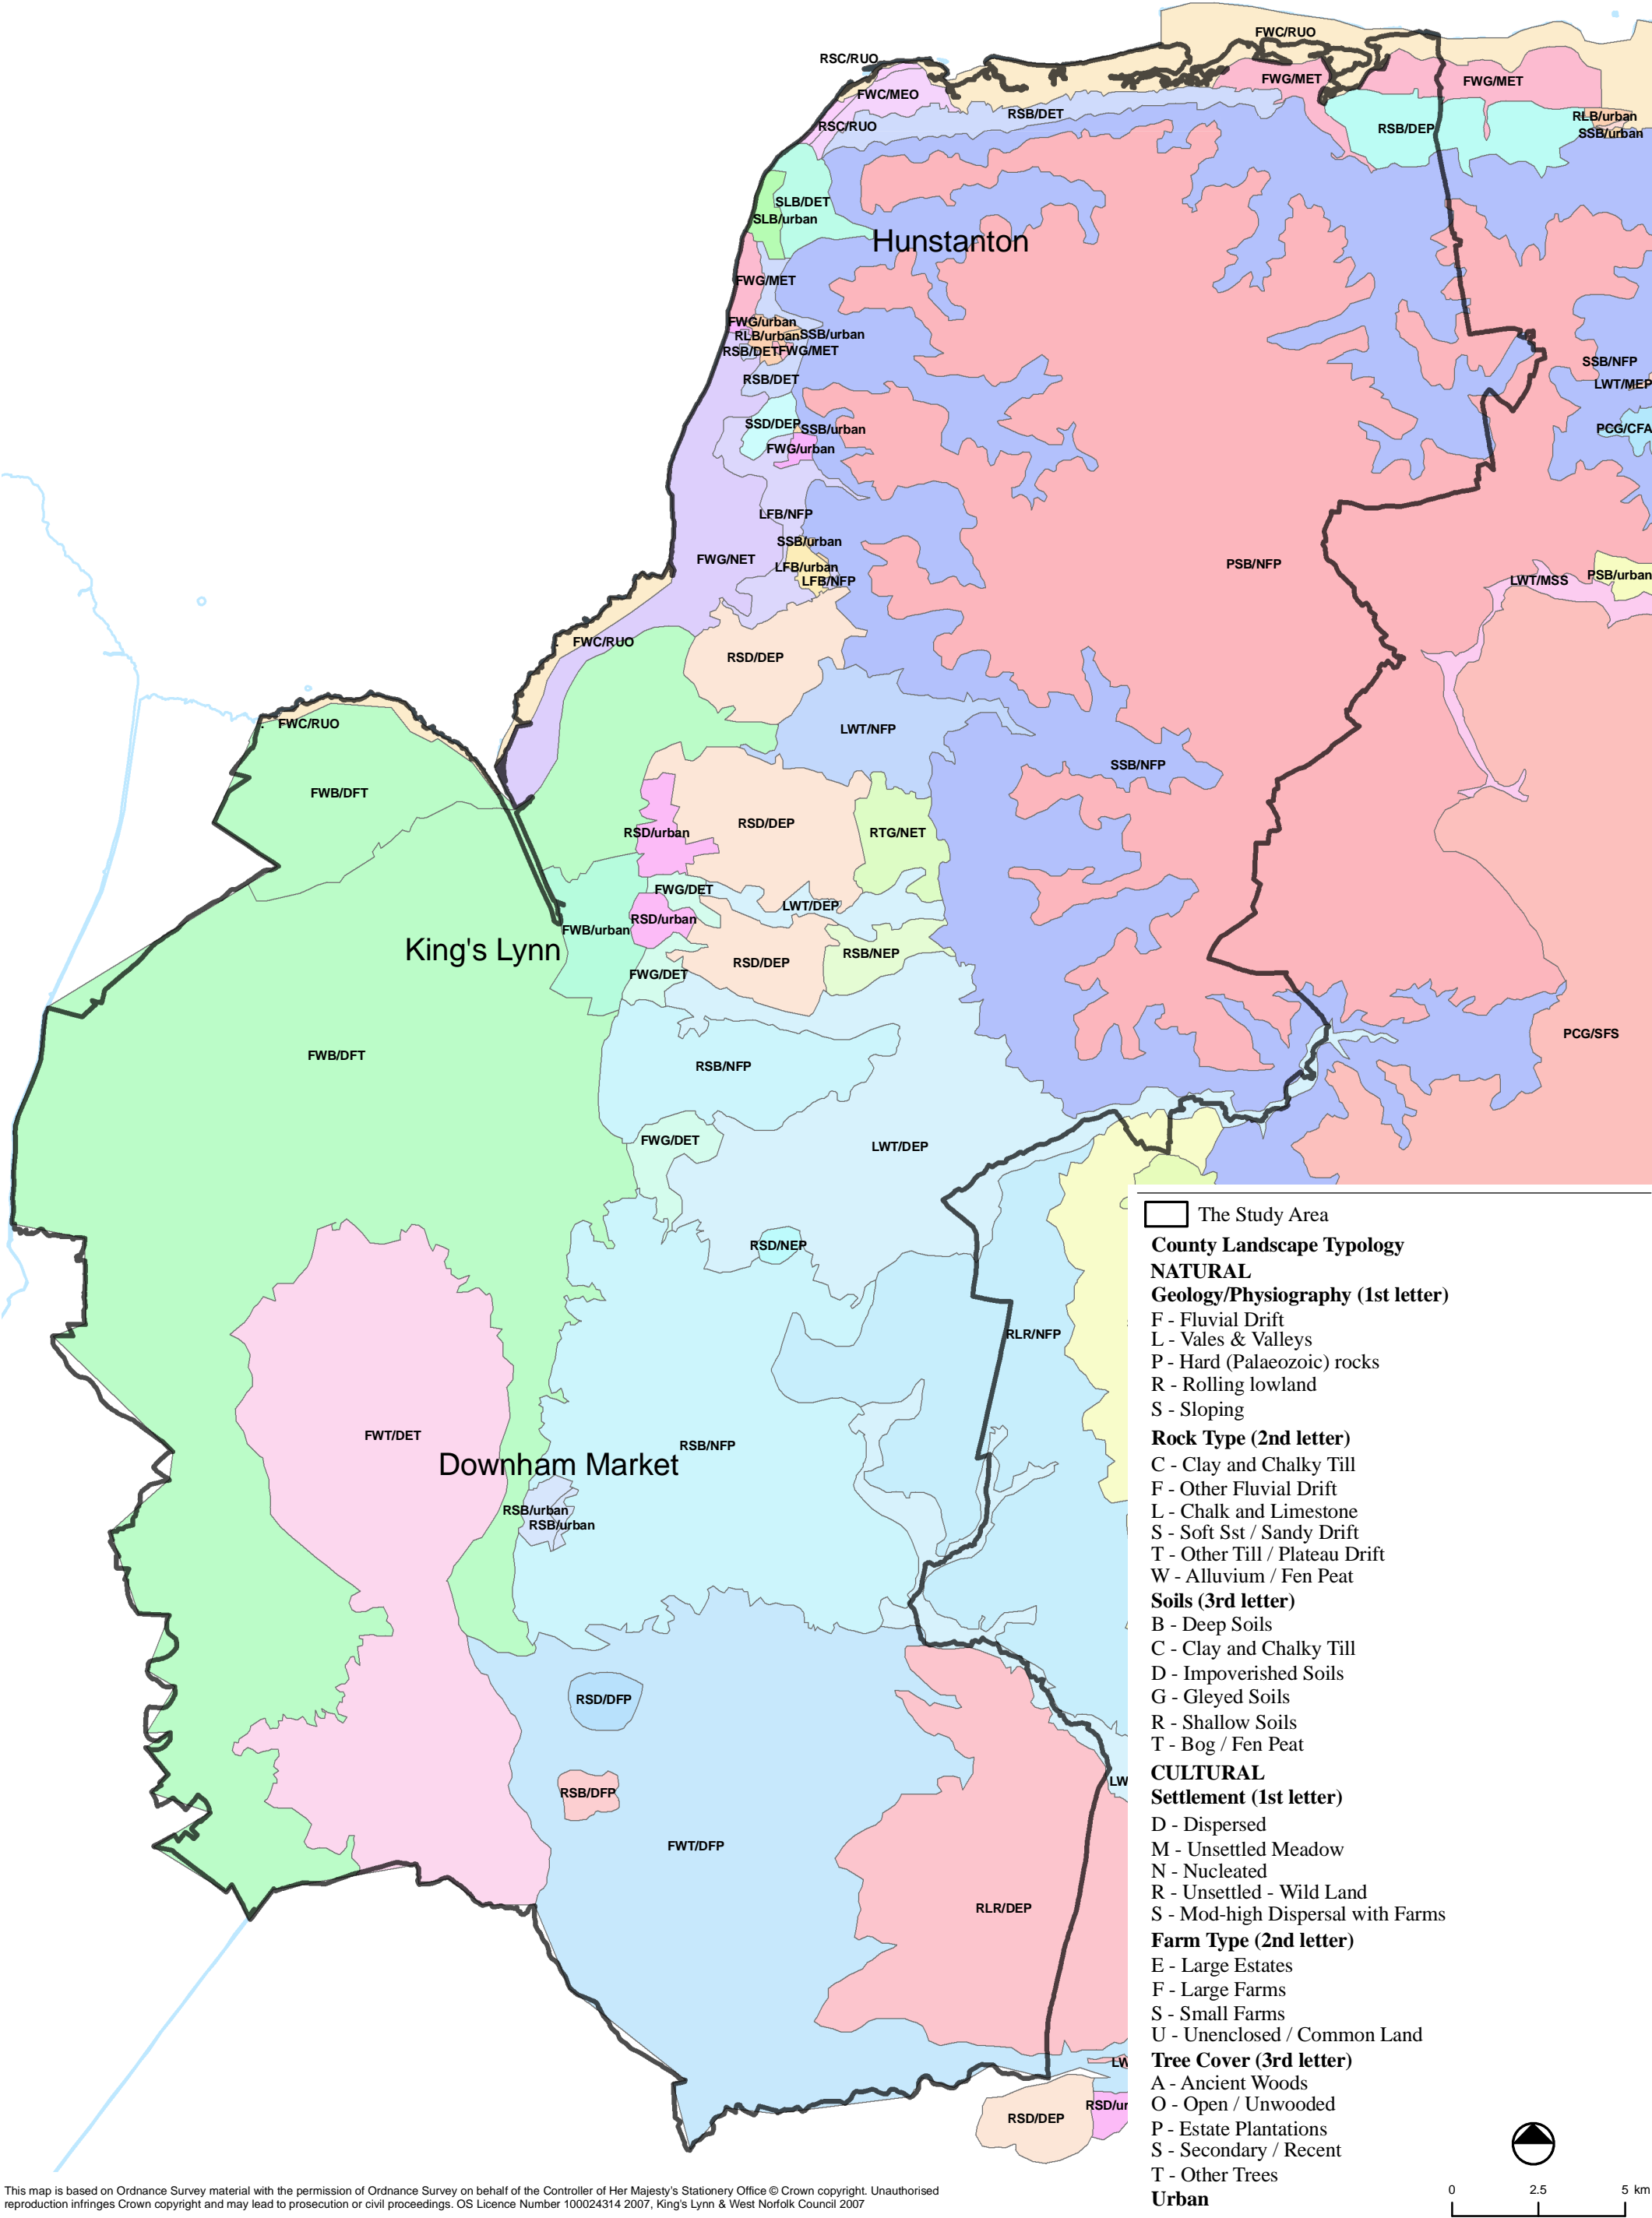 FWC/RUO
RSC/RUO
FWG/MET
FWG/MET
FWC/MEO
RSB/DET
RLB/urban
RSC/RUO
RSB/DEP
SSB/urban
SLB/DET
SLB/urban
Hunstanton
FWG/MET
FWG/urban
RLB/urban
SSB/urban
RSB/DET
FWG/MET
SSB/NFP
RSB/DET
LWT/MEP
SSD/DEP
SSB/urban
PCG/CFA
FWG/urban
LFB/NFP
SSB/urban
FWG/NET
LFB/urban
PSB/NFP
LFB/NFP
LWT/MSS
PSB/urban
FWC/RUO
RSD/DEP
FWC/RUO
LWT/NFP
SSB/NFP
FWB/DFT
RSD/urban
RSD/DEP
RTG/NET
FWG/DET
LWT/DEP
RSD/urban
FWB/urban
King's Lynn
RSD/DEP
RSB/NEP
FWG/DET
PCG/SFS
FWB/DFT
RSB/NFP
FWG/DET
LWT/DEP
RSD/NEP
RLR/NFP
FWT/DET
RSB/NFP
Downham Market
RSB/urban
RSB/urban
RSD/DFP
LW
RSB/DFP
FWT/DFP
RLR/DEP
LW
RSD/DEP
RSD/ur
The Study Area
County Landscape Typology
NATURAL
Geology/Physiography (1st letter)
F - Fluvial Drift
L - Vales & Valleys
P - Hard (Palaeozoic) rocks
R - Rolling lowland
S - Sloping
Rock Type (2nd letter)
C - Clay and Chalky Till
F - Other Fluvial Drift
L - Chalk and Limestone
S - Soft Sst / Sandy Drift
T - Other Till / Plateau Drift
W - Alluvium / Fen Peat
Soils (3rd letter)
B - Deep Soils
C - Clay and Chalky Till
D - Impoverished Soils
G - Gleyed Soils
R - Shallow Soils
T - Bog / Fen Peat
CULTURAL
Settlement (1st letter)
D - Dispersed
M - Unsettled Meadow
N - Nucleated
R - Unsettled - Wild Land
S - Mod-high Dispersal with Farms
Farm Type (2nd letter)
E - Large Estates
F - Large Farms
S - Small Farms
U - Unenclosed / Common Land
Tree Cover (3rd letter)
A - Ancient Woods
O - Open / Unwooded
P - Estate Plantations
S - Secondary / Recent
T - Other Trees
Urban
0 2.5 5 km
This map is based on Ordnance Survey material with the permission of Ordnance Survey on behalf of the Controller of Her Majesty's Stationery Office © Crown copyright. Unauthorised
reproduction infringes Crown copyright and may lead to prosecution or civil proceedings. OS Licence Number 100024314 2007, King's Lynn & West Norfolk Council 2007